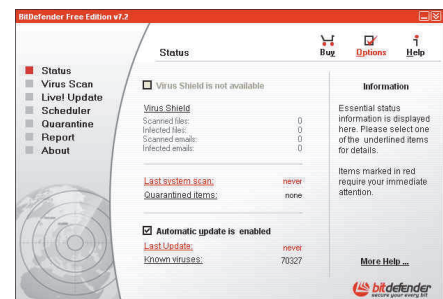 BitDefender Free Edition v7.2
Status
Buy Options Help
Status
Virus Scan
Live! Update
Scheduler
Quarantine
Report
About
Virus Shield is not available
Virus Shield
Scanned files: 0
Infected files: 0
Scanned emails: 0
Infected emails: 0
Last system scan: never
Quarantined items: none
Automatic update is enabled
Last Update: never
Known viruses: 70327
Information
Essential status
information is displayed
here. Please select one
of the underlined items
for details.
Items marked in red
require your immediate
attention.
More Help ...
bitdefender
secure your every bit